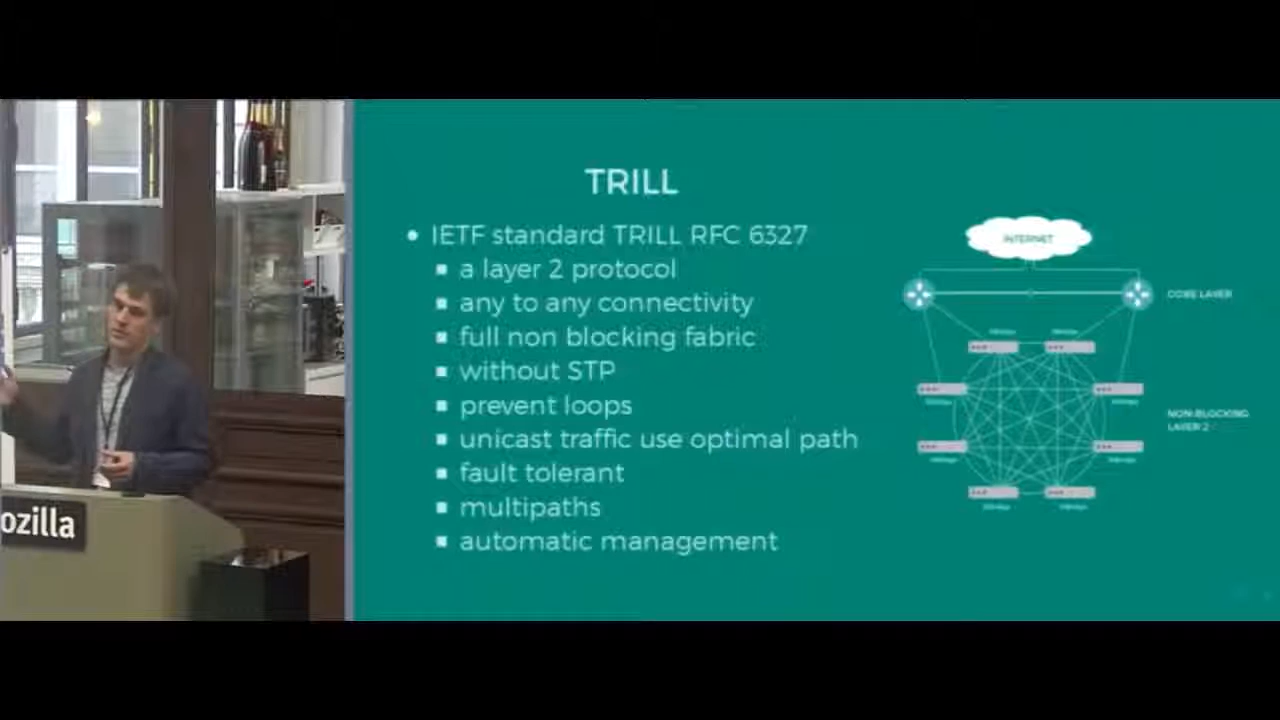 ozilla
TRILL
IETF standard TRILL RFC 6327
a layer 2 protocol
any to any connectivity
full non blocking fabric
without STP
prevent loops
unicast traffic use optimal path
fault tolerant
multipaths
automatic management
INTERNET
CORE LAYER
NON-BLOCKING
LAYER 2